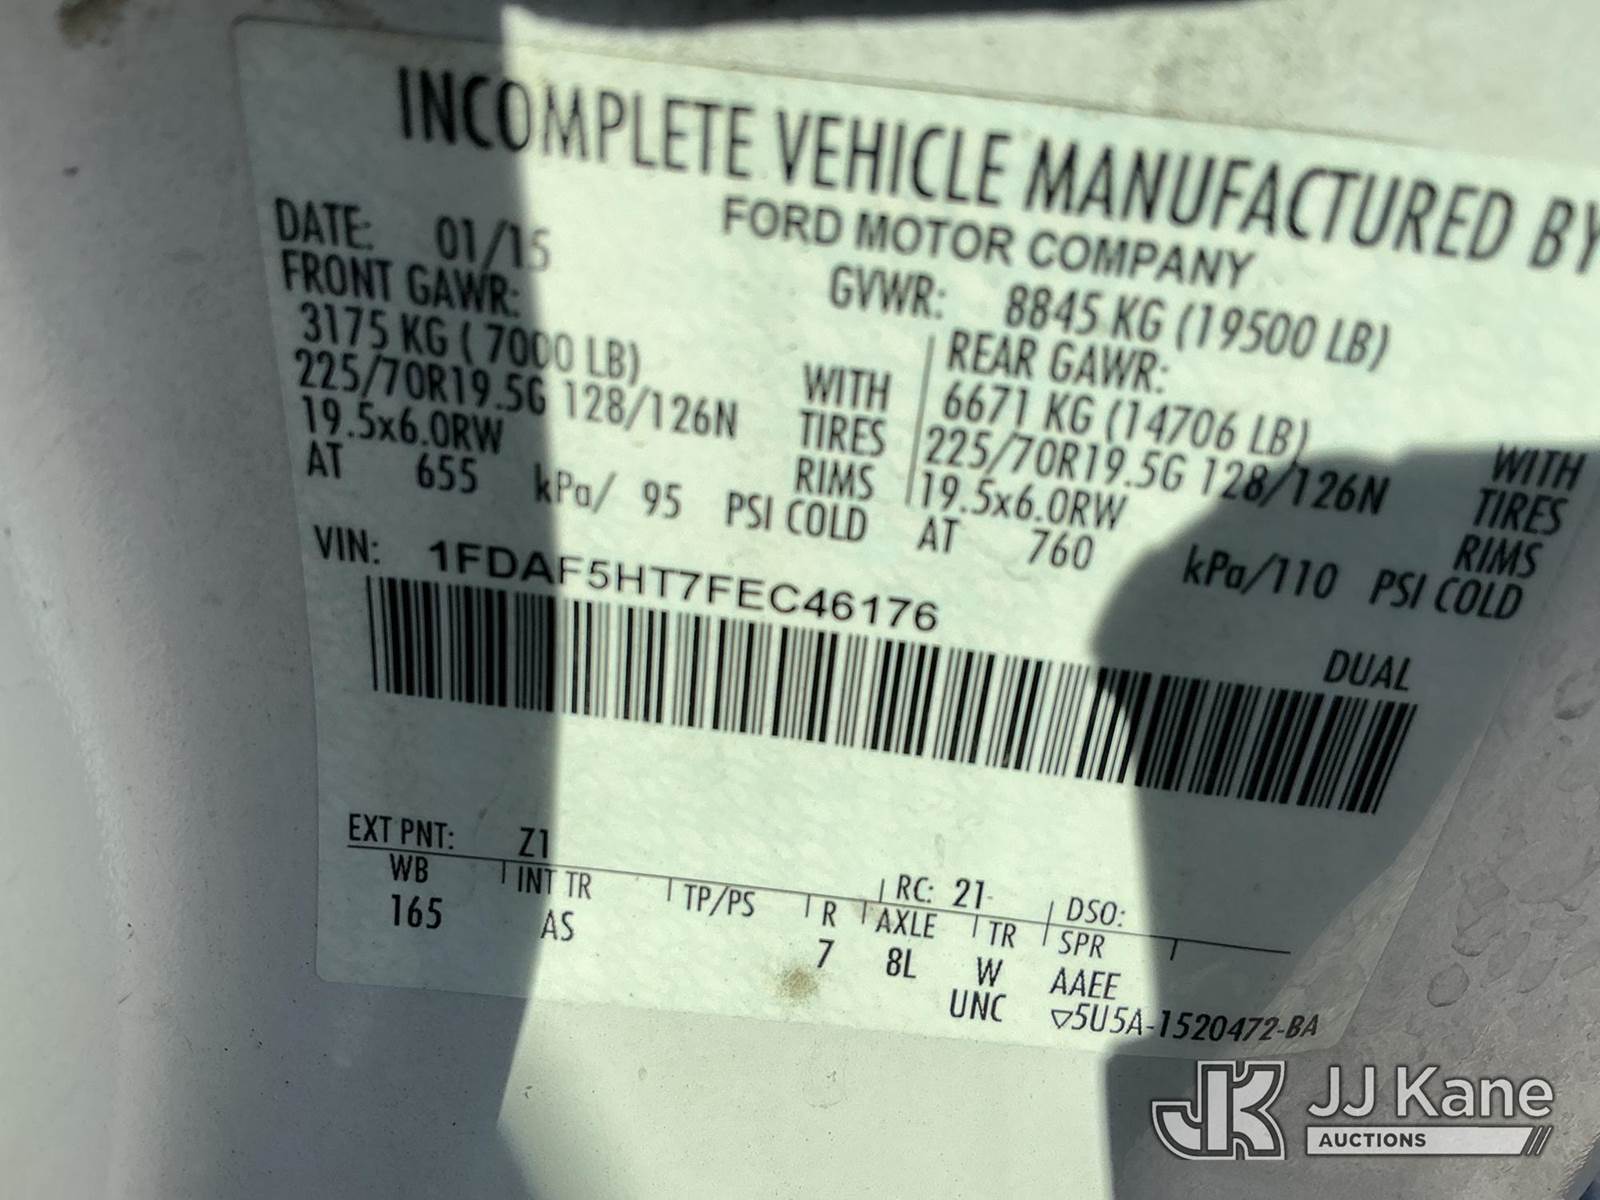 INCOMPLETE VEHICLE MANUFACTURED BY
FORD MOTOR COMPANY
DATE: 01/15
GVWR: 8845 KG (19500 LB)
FRONT GAWR:
3175 KG ( 7000 LB)
225/70R19.5G 128/126N
19.5x6.0RW
AT 655 kPa/ 95 PSI COLD
WITH
TIRES
RIMS
REAR GAWR:
6671 KG (14706 LB)
225/70R19.5G 128/126N
19.5x6.0RW
AT 760 kPa/110 PSI COLD
WITH
TIRES
RIMS
VIN: 1FDAF5HT7FEC46176
DUAL
EXT PNT: Z1 RC: 21 DSO:
WB INT TR TP/PS R AXLE TR SPR
165 AS 7 8L W AAEE
UNC ▽5U5A-1520472-BA
JK JJ Kane
AUCTIONS